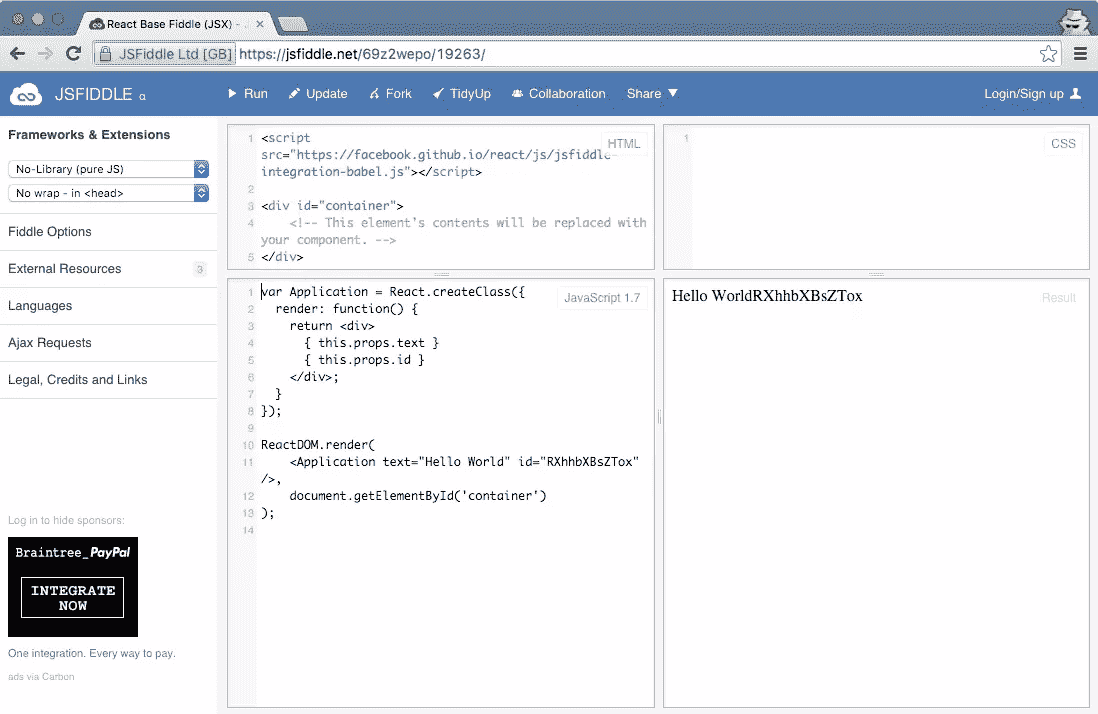 React Base Fiddle (JSX) -
JSFiddle Ltd [GB] https://jsfiddle.net/69z2wepo/19263/
JSFIDDLE α
Run Update Fork TidyUp Collaboration Share ▼ Login/Sign up
Frameworks & Extensions
No-Library (pure JS)
No wrap - in <head>
Fiddle Options
External Resources 3
Languages
Ajax Requests
Legal, Credits and Links
Log in to hide sponsors:
Braintree_PayPal
INTEGRATE
NOW
One integration. Every way to pay.
ads via Carbon
HTML
1 <script
src="https://facebook.github.io/react/js/jsfiddle-
integration-babel.js"></script>
2
3 <div id="container">
4 <!-- This element's contents will be replaced with
your component. -->
5 </div>
CSS
1
JavaScript 1.7
1 var Application = React.createClass({
2 render: function() {
3 return <div>
4 { this.props.text }
5 { this.props.id }
6 </div>;
7 }
8 });
9
10 ReactDOM.render(
11 <Application text="Hello World" id="RXhhbXBsZTox"
/>,
12 document.getElementById('container')
13 );
14
Hello WorldRXhhbXBsZTox
Result